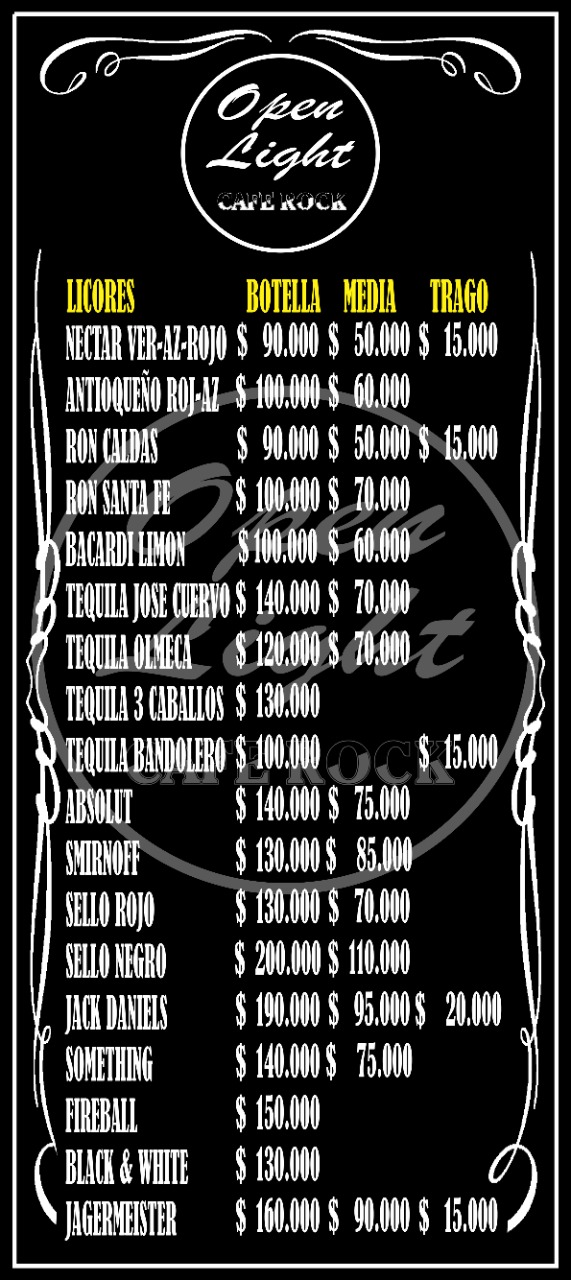 Open
Light
CAFE ROCK
LICORES BOTELLA MEDIA TRAGO
NECTAR VER-AZ-ROJO $ 90.000 $ 50.000 $ 15.000
ANTIOQUEÑO ROJ-AZ $ 100.000 $ 60.000
RON CALDAS $ 90.000 $ 50.000 $ 15.000
RON SANTA FE $ 100.000 $ 70.000
BACARDI LIMON $ 100.000 $ 60.000
TEQUILA JOSE CUERVO $ 140.000 $ 70.000
TEQUILA OLMECA $ 120.000 $ 70.000
TEQUILA 3 CABALLOS $ 130.000
TEQUILA BANDOLERO $ 100.000 $ 15.000
ABSOLUT $ 140.000 $ 75.000
SMIRNOFF $ 130.000 $ 85.000
SELLO ROJO $ 130.000 $ 70.000
SELLO NEGRO $ 200.000 $ 110.000
JACK DANIELS $ 190.000 $ 95.000 $ 20.000
SOMETHING $ 140.000 $ 75.000
FIREBALL $ 150.000
BLACK & WHITE $ 130.000
JAGERMEISTER $ 160.000 $ 90.000 $ 15.000
Open
Light
CAFE ROCK